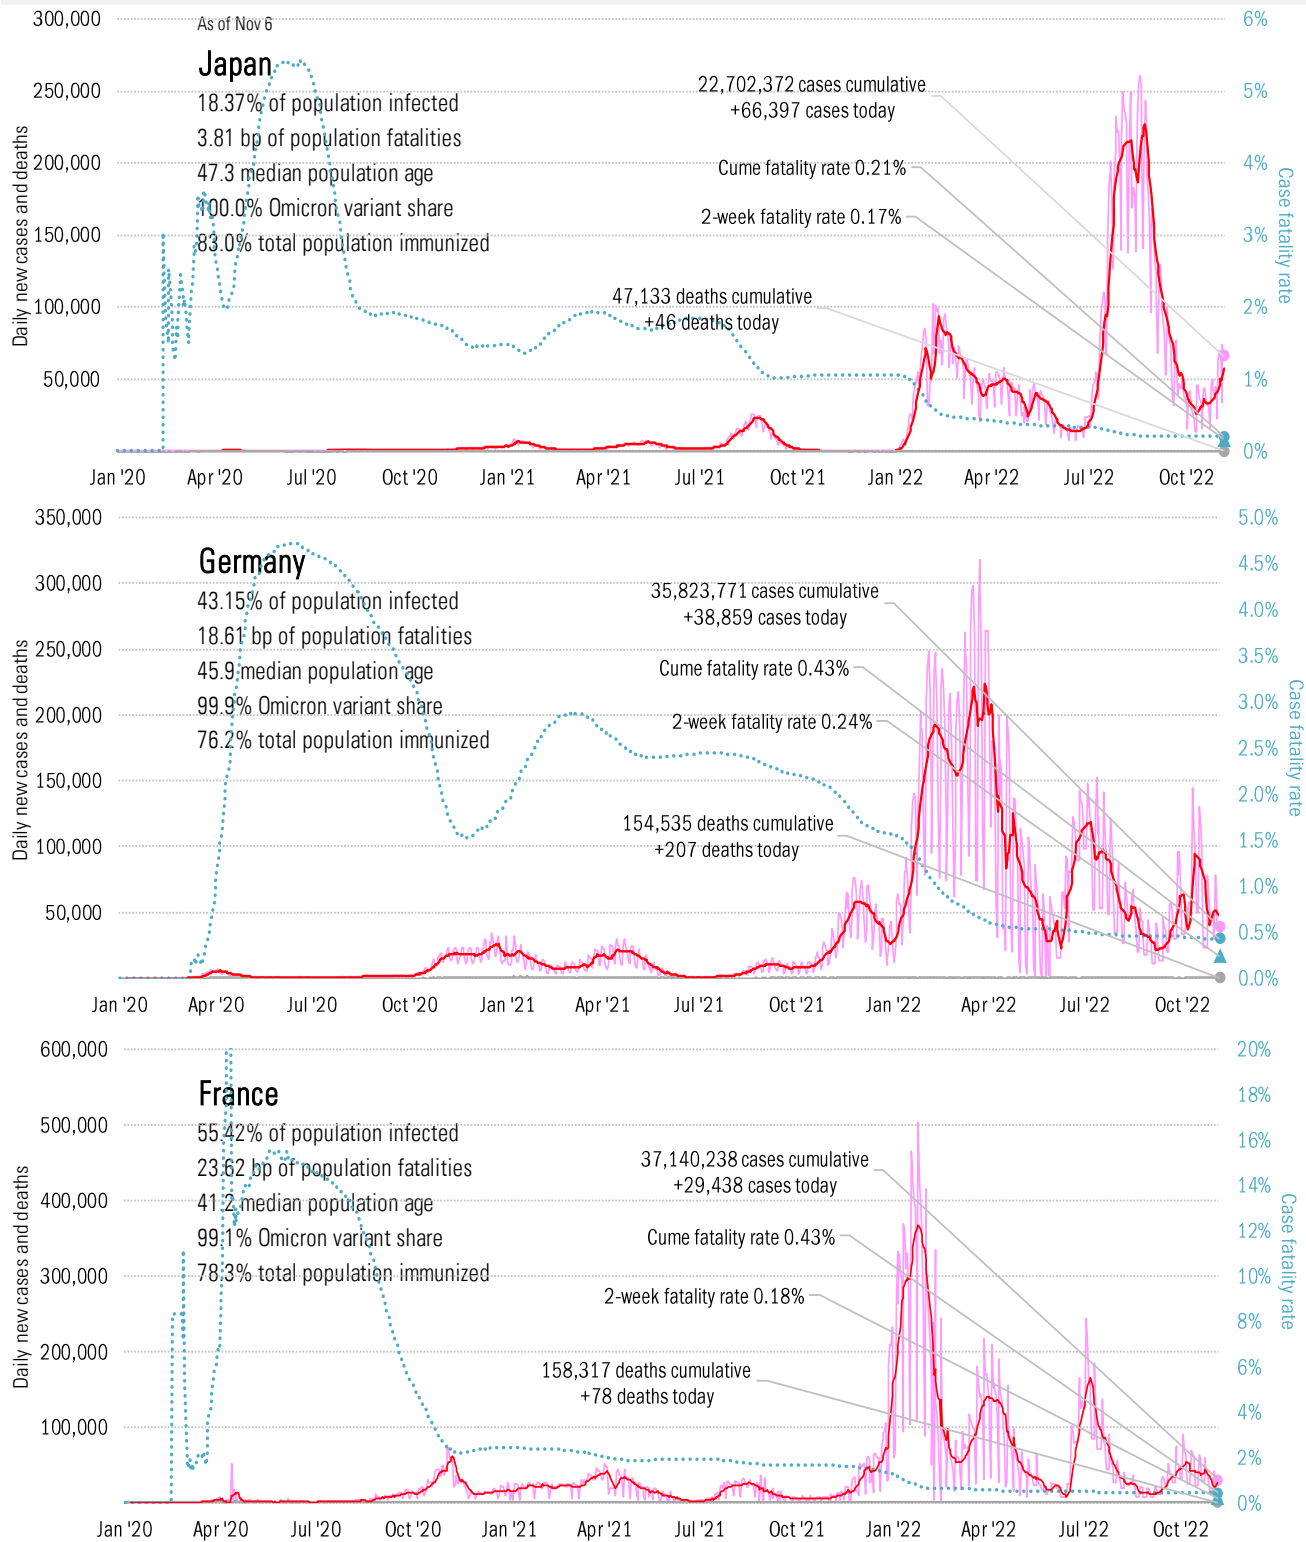 300,000
As of Nov 6
6%
Japan
250,000
22,702,372 cases cumulative
5%
18.37% of population infected
+66,397 cases today
3.81 bp of population fatalities
200,000
Cume fatality rate 0.21%
4%
47.3 median population age
100.0% Omicron variant share
2-week fatality rate 0.17%
150,000
83.0% total population immunized
3%
Daily new cases and deaths
Case fatality rate
47,133 deaths cumulative
100,000
2%
+46 deaths today
50,000
1%
0%
Jan '20 Apr '20 Jul '20 Oct '20 Jan '21 Apr '21 Jul '21 Oct '21 Jan '22 Apr '22 Jul '22 Oct '22
350,000
5.0%
Germany
4.5%
300,000
35,823,771 cases cumulative
43.15% of population infected
4.0%
+38,859 cases today
18.61 bp of population fatalities
250,000
3.5%
45.9 median population age
Cume fatality rate 0.43%
99.9% Omicron variant share
3.0%
200,000
2-week fatality rate 0.24%
76.2% total population immunized
2.5%
Daily new cases and deaths
Case fatality rate
150,000
2.0%
154,535 deaths cumulative
100,000
+207 deaths today
1.5%
1.0%
50,000
0.5%
0.0%
Jan '20 Apr '20 Jul '20 Oct '20 Jan '21 Apr '21 Jul '21 Oct '21 Jan '22 Apr '22 Jul '22 Oct '22
600,000
20%
France
18%
500,000
55.42% of population infected
16%
37,140,238 cases cumulative
23.62 bp of population fatalities
+29,438 cases today
14%
400,000
41.2 median population age
99.1% Omicron variant share
Cume fatality rate 0.43%
12%
300,000
78.3% total population immunized
10%
Daily new cases and deaths
Case fatality rate
2-week fatality rate 0.18%
8%
200,000
158,317 deaths cumulative
6%
+78 deaths today
4%
100,000
2%
0%
Jan '20 Apr '20 Jul '20 Oct '20 Jan '21 Apr '21 Jul '21 Oct '21 Jan '22 Apr '22 Jul '22 Oct '22